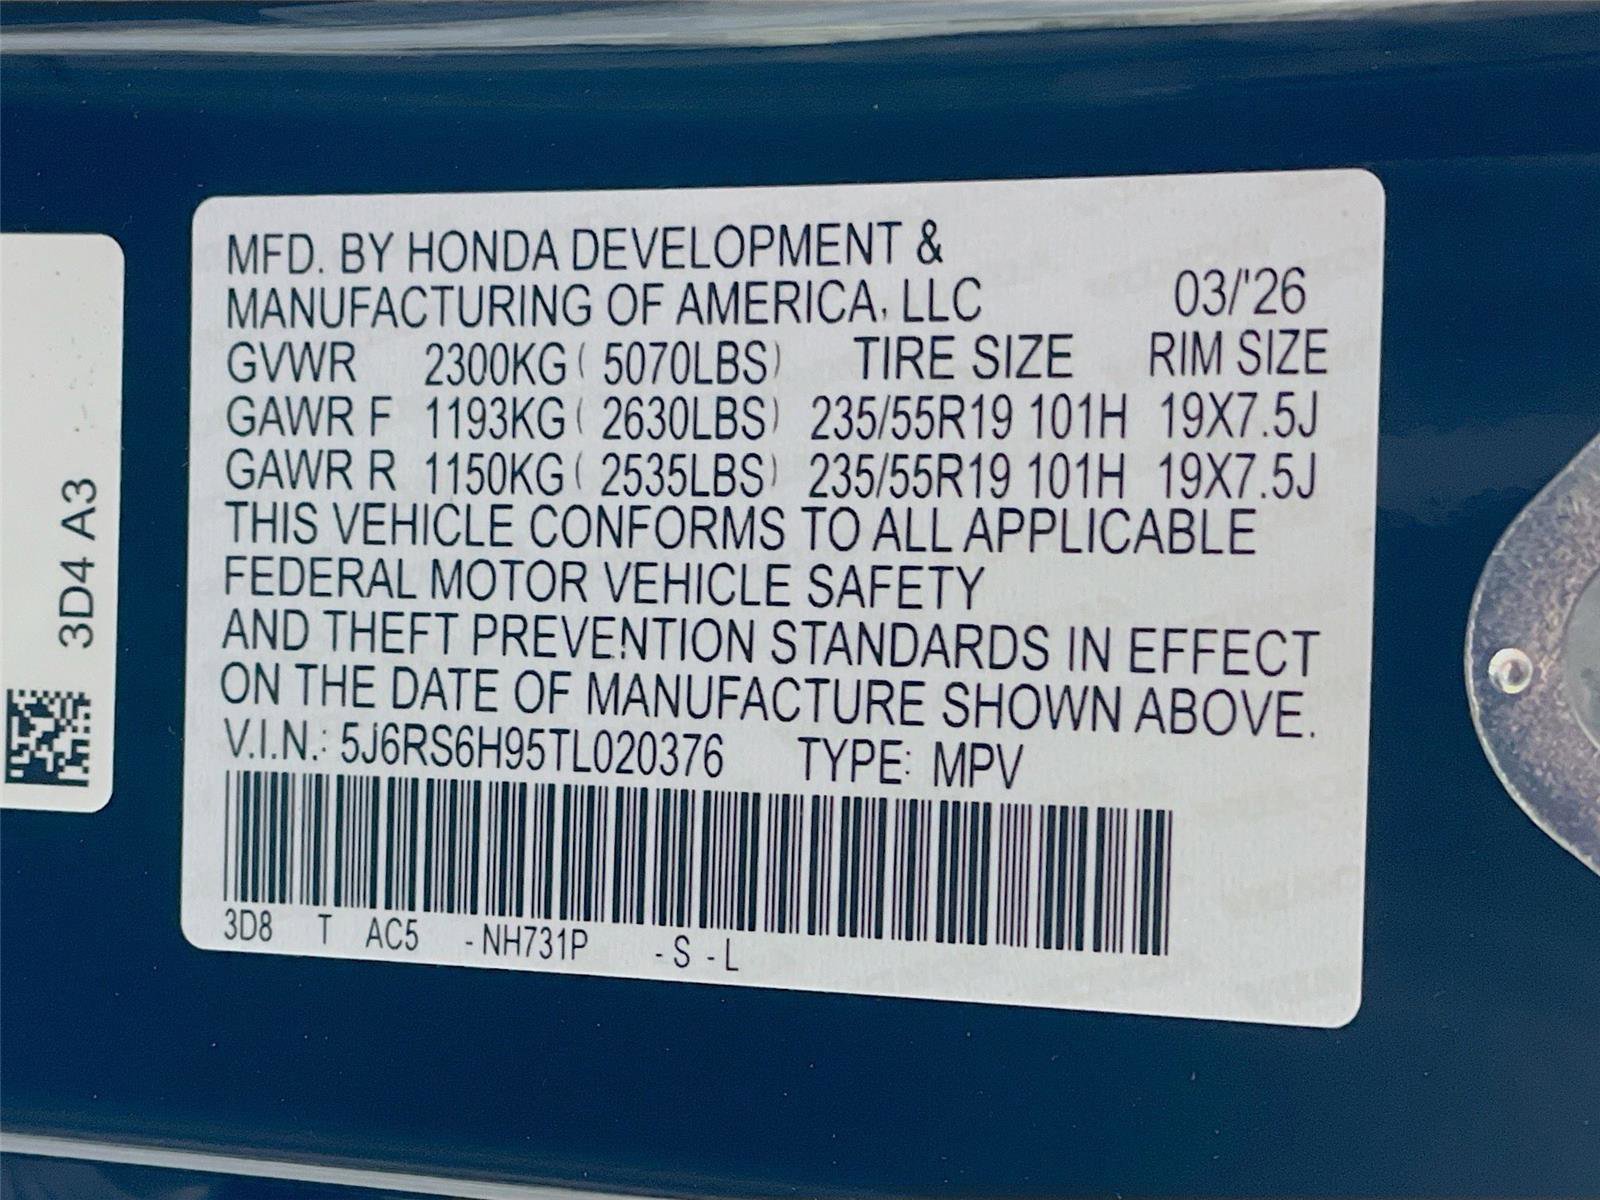 3D4 A3
MFD. BY HONDA DEVELOPMENT &
MANUFACTURING OF AMERICA, LLC 03/'26
GVWR 2300KG ( 5070LBS) TIRE SIZE RIM SIZE
GAWR F 1193KG ( 2630LBS) 235/55R19 101H 19X7.5J
GAWR R 1150KG ( 2535LBS) 235/55R19 101H 19X7.5J
THIS VEHICLE CONFORMS TO ALL APPLICABLE
FEDERAL MOTOR VEHICLE SAFETY
AND THEFT PREVENTION STANDARDS IN EFFECT
ON THE DATE OF MANUFACTURE SHOWN ABOVE.
V.I.N.: 5J6RS6H95TL020376 TYPE: MPV
3D8 T AC5 -NH731P -S -L